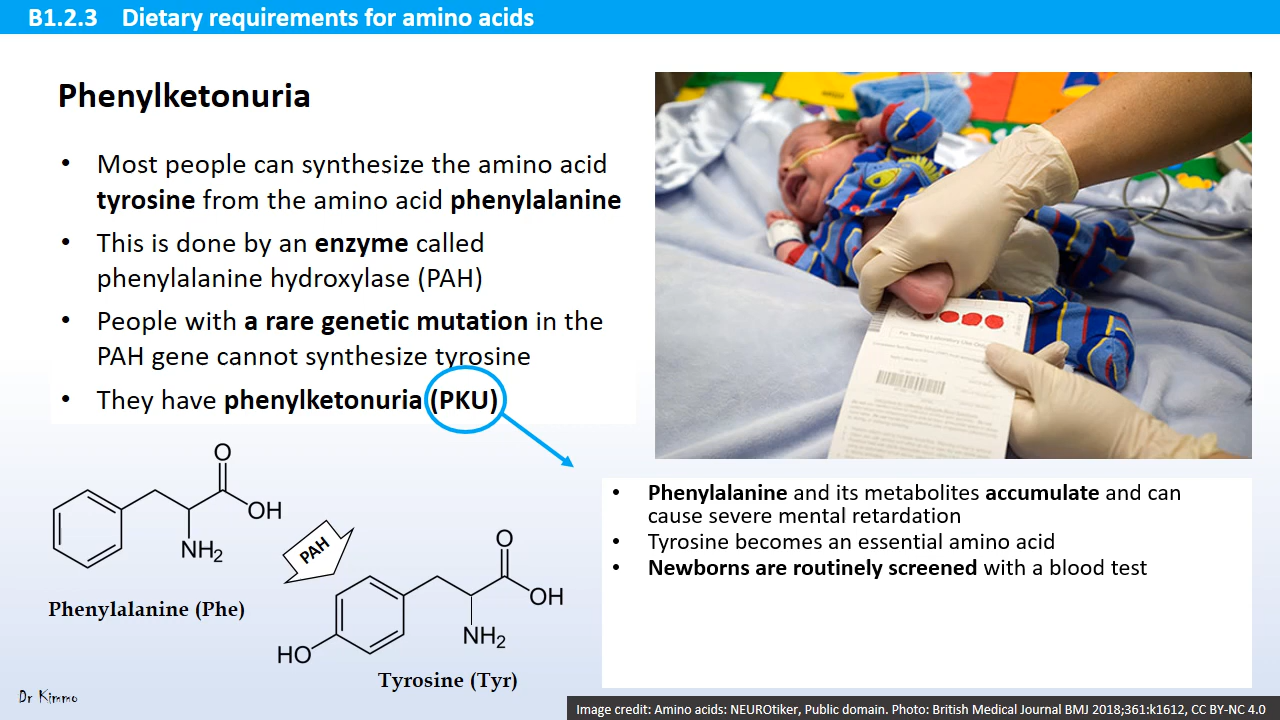 B1.2.3 Dietary requirements for amino acids
Phenylketonuria
• Most people can synthesize the amino acid
tyrosine from the amino acid phenylalanine
• This is done by an enzyme called
phenylalanine hydroxylase (PAH)
• People with a rare genetic mutation in the
PAH gene cannot synthesize tyrosine
• They have phenylketonuria (PKU)
O
OH
NH2
Phenylalanine (Phe)
PAH
O
OH
NH2
HO
Tyrosine (Tyr)
• Phenylalanine and its metabolites accumulate and can
cause severe mental retardation
• Tyrosine becomes an essential amino acid
• Newborns are routinely screened with a blood test
Dr Kimmo
Image credit: Amino acids: NEUROtiker, Public domain. Photo: British Medical Journal BMJ 2018;361:k1612, CC BY-NC 4.0